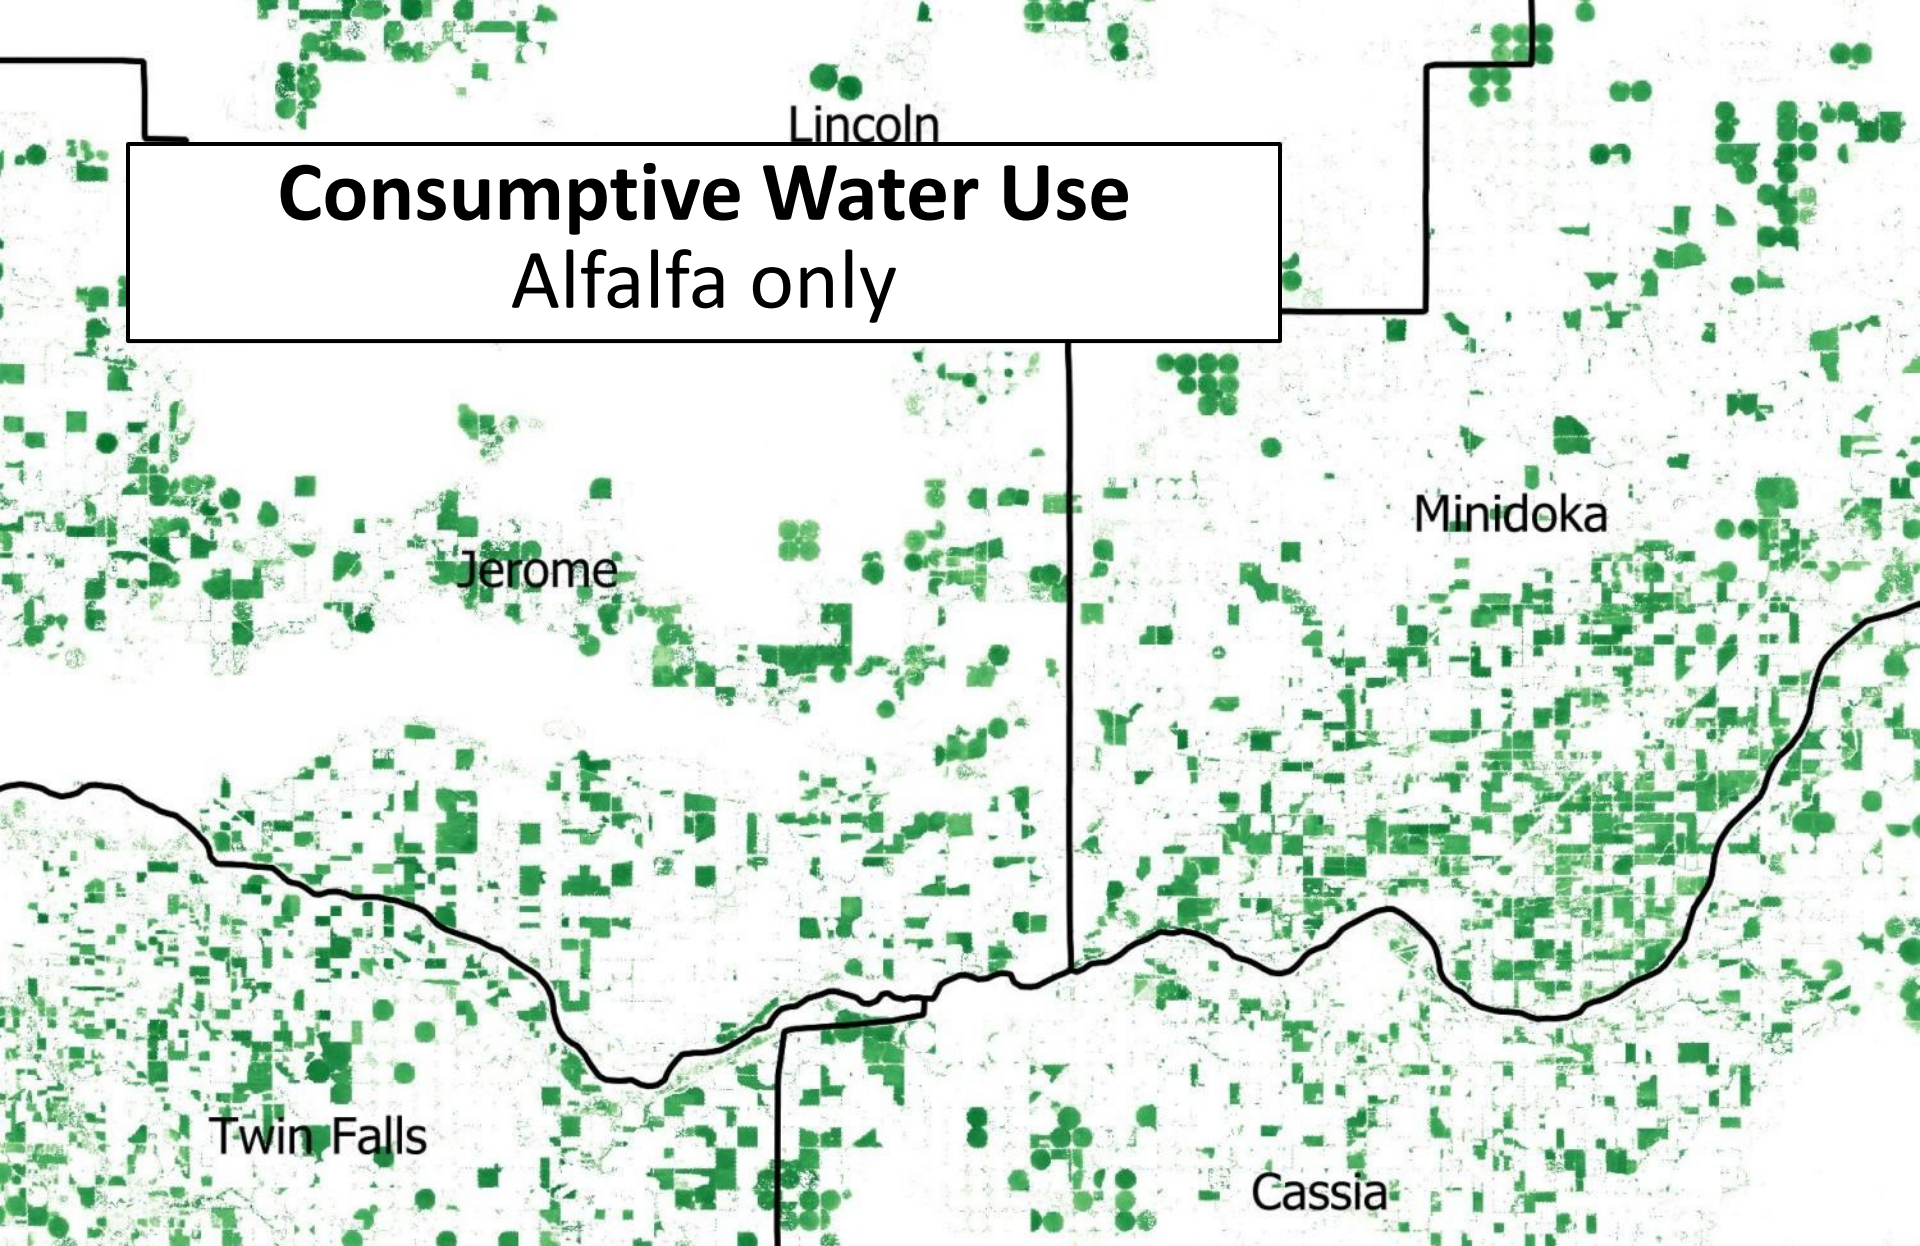 Lincoln
Consumptive Water Use
Alfalfa only
Minidoka
Jerome
Twin Falls
Cassia